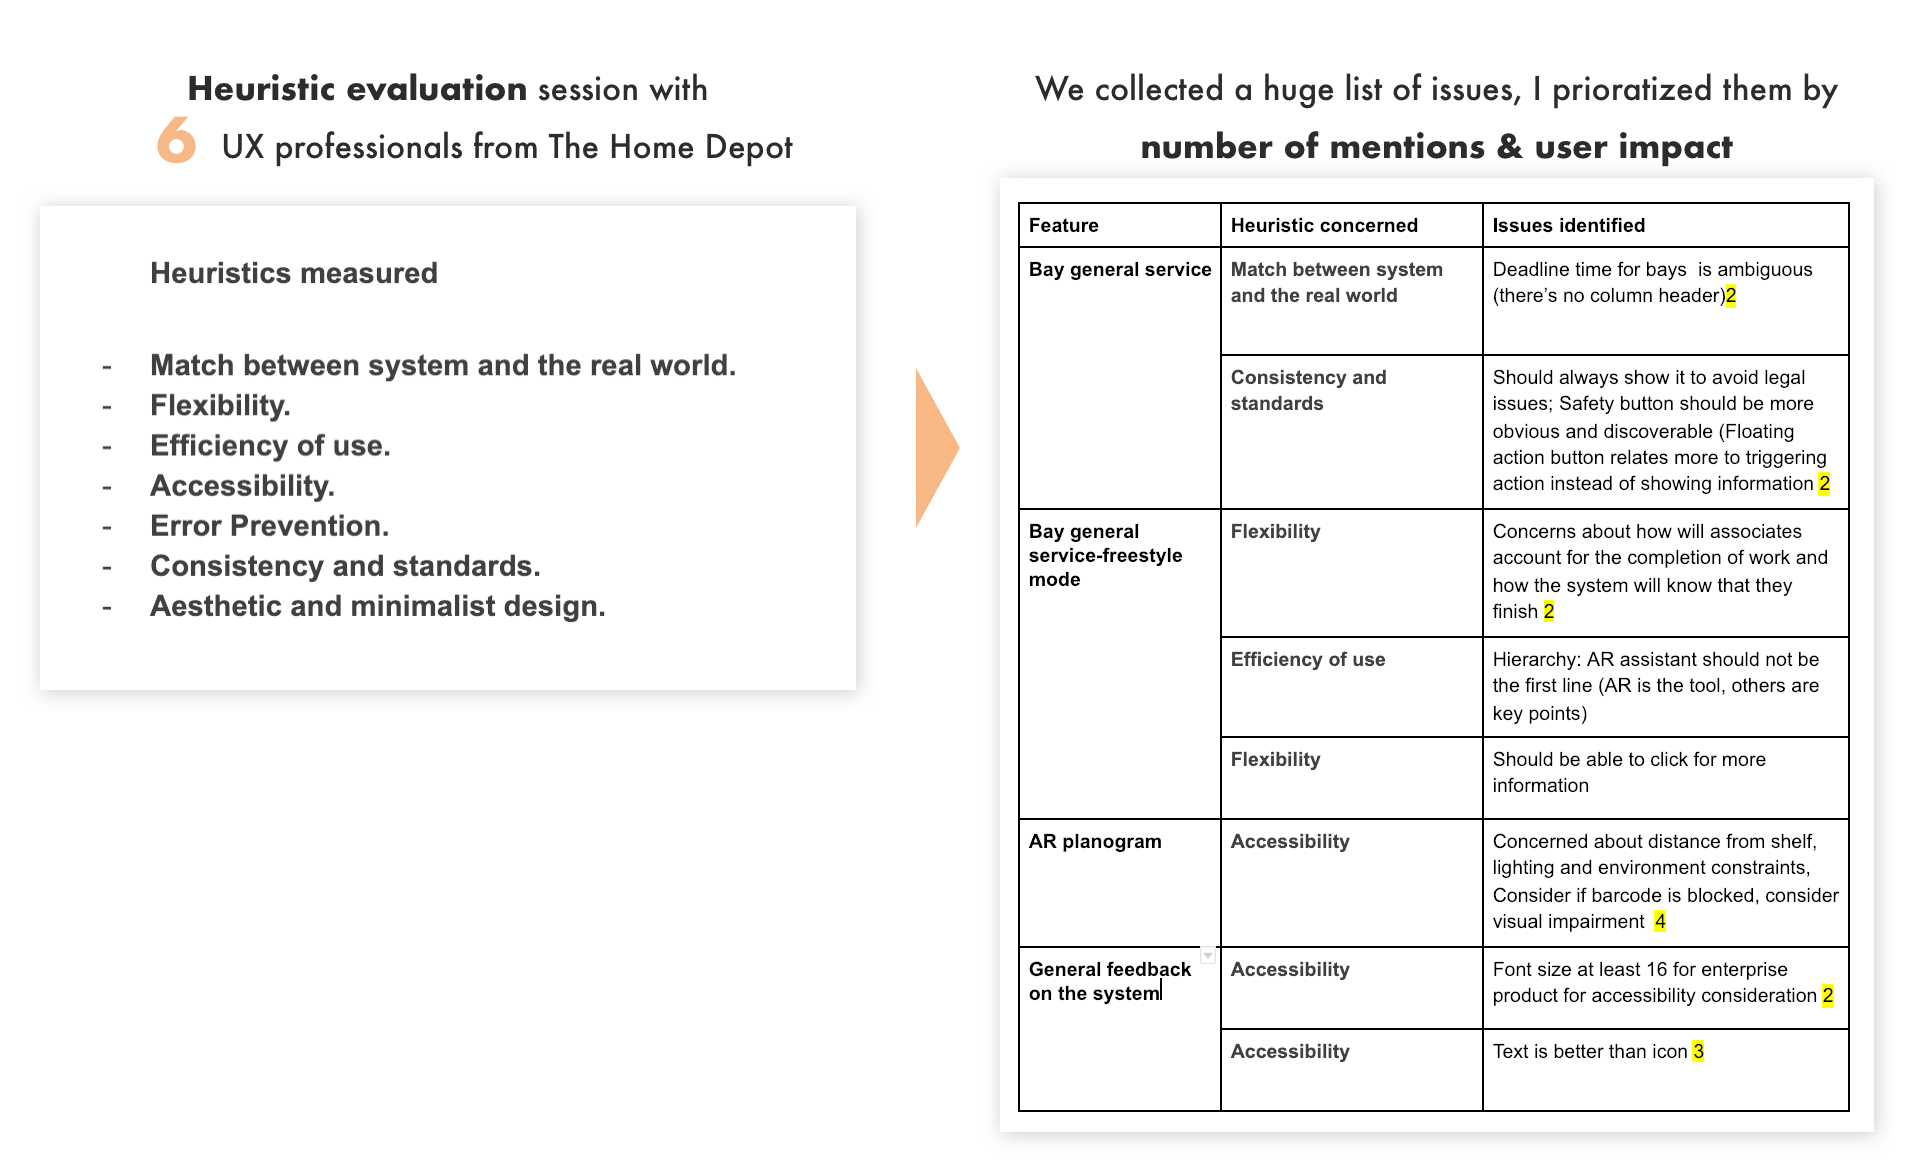 Heuristic evaluation session with
6 UX professionals from The Home Depot
Heuristics measured
- Match between system and the real world.
- Flexibility.
- Efficiency of use.
- Accessibility.
- Error Prevention.
- Consistency and standards.
- Aesthetic and minimalist design.
We collected a huge list of issues, I prioratized them by
number of mentions & user impact
Feature
Heuristic concerned
Issues identified
Bay general service
Match between system
and the real world
Deadline time for bays  is ambiguous
(there’s no column header)2
Consistency and
standards
Should always show it to avoid legal
issues; Safety button should be more
obvious and discoverable (Floating
action button relates more to triggering
action instead of showing information 2
Bay general
service-freestyle
mode
Flexibility
Concerns about how will associates
account for the completion of work and
how the system will know that they
finish 2
Efficiency of use
Hierarchy: AR assistant should not be
the first line (AR is the tool, others are
key points)
Flexibility
Should be able to click for more
information
AR planogram
Accessibility
Concerned about distance from shelf,
lighting and environment constraints,
Consider if barcode is blocked, consider
visual impairment  4
General feedback
on the system
Accessibility
Font size at least 16 for enterprise
product for accessibility consideration 2
Accessibility
Text is better than icon 3